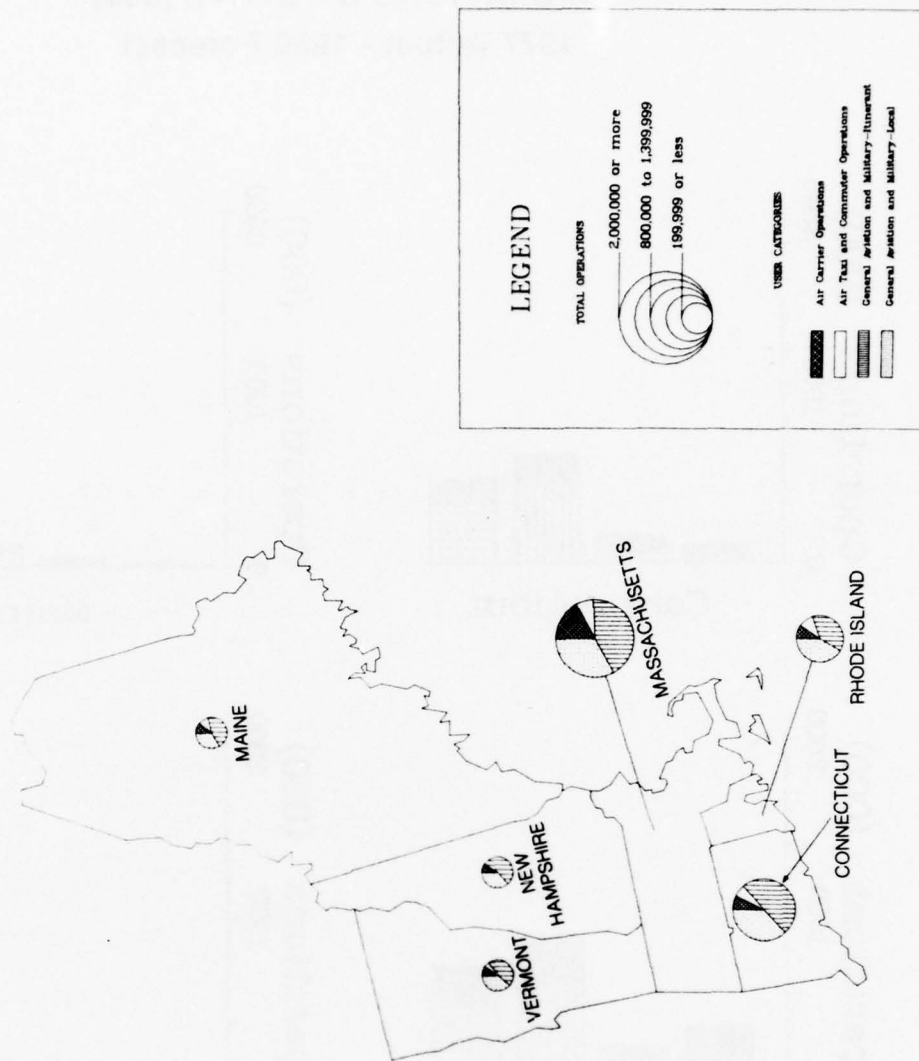 MAINE
VERMONT
NEW
HAMPSHIRE
MASSACHUSETTS
CONNECTICUT
RHODE ISLAND
LEGEND
TOTAL OPERATIONS
2,000,000 or more
800,000 to 1,399,999
199,999 or less
USER CATEGORIES
Air Carrier Operations
Air Taxi and Commuter Operations
General Aviation and Military-Itinerant
General Aviation and Military-Local